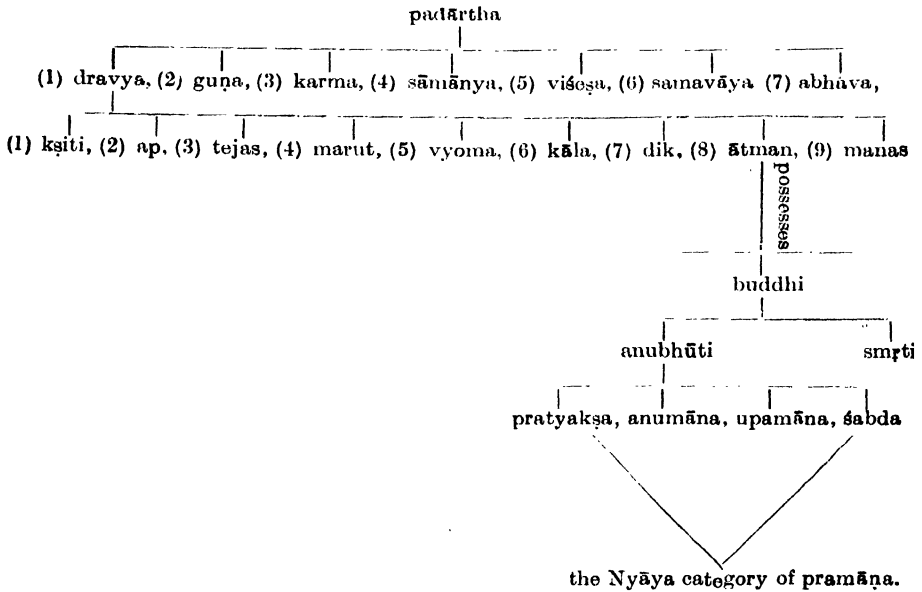 padārtha
(1) dravya, (2) guṇa, (3) karma, (4) sāmānya, (5) viśeṣa, (6) samavāya (7) abhāva,
(1) kṣiti, (2) ap, (3) tejas, (4) marut, (5) vyoma, (6) kāla, (7) dik, (8) ātman, (9) manas
possesses
buddhi
anubhūti smṛti
pratyakṣa, anumāna, upamāna, śabda
the Nyāya category of pramāṇa.